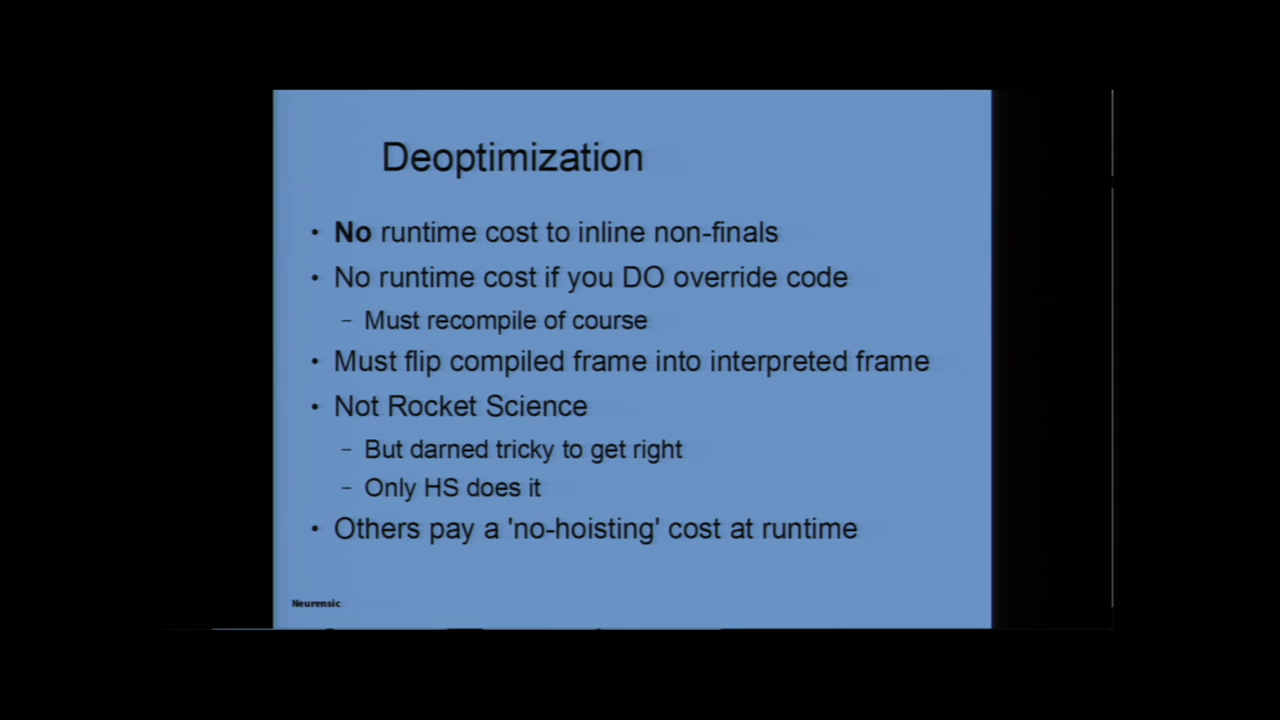 Deoptimization
• No runtime cost to inline non-finals
• No runtime cost if you DO override code
– Must recompile of course
• Must flip compiled frame into interpreted frame
• Not Rocket Science
– But darned tricky to get right
– Only HS does it
• Others pay a 'no-hoisting' cost at runtime
Neurensic